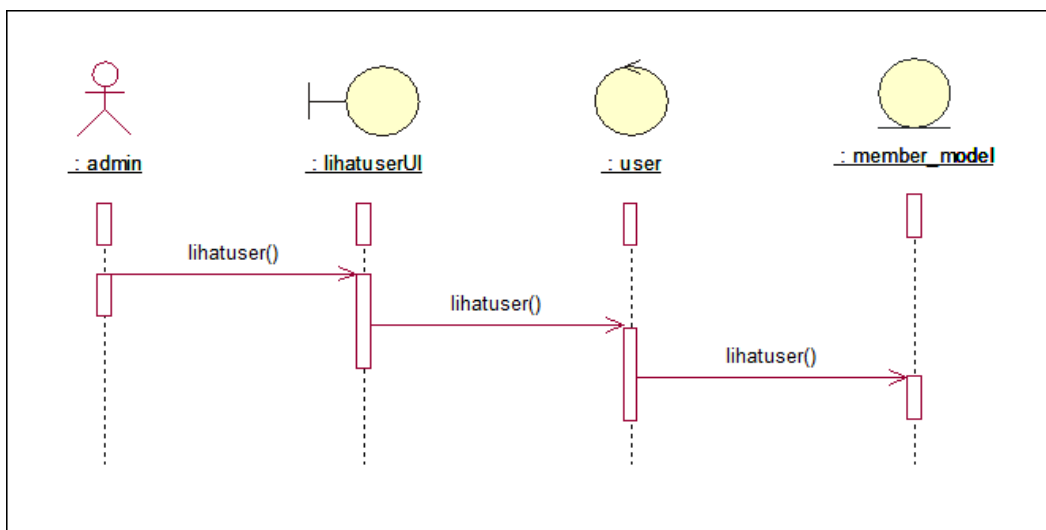 : admin
: lihatuserUI
: user
: member_model
lihatuser()
lihatuser()
lihatuser()